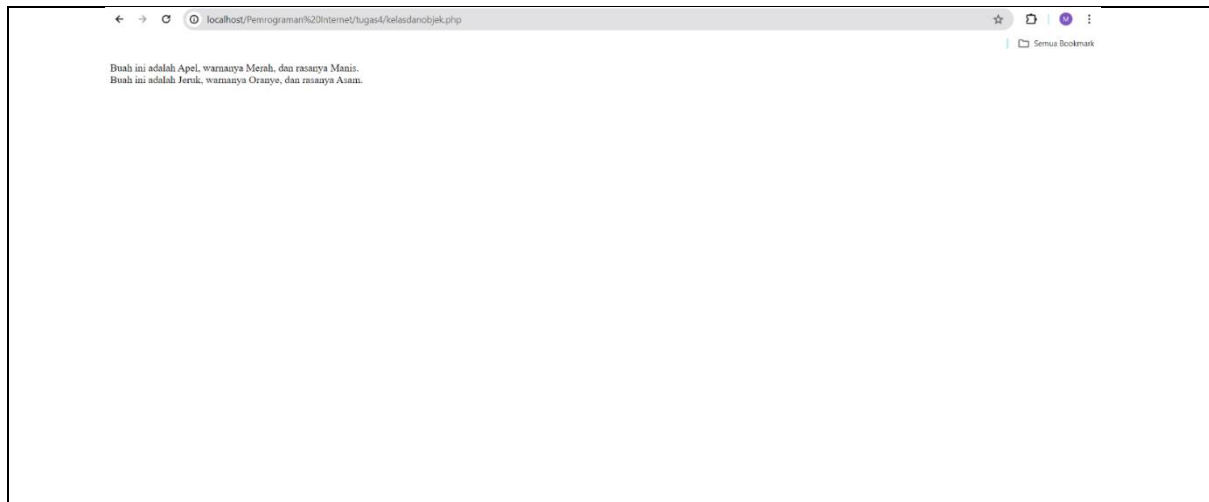 localhost/Pemrograman%20Internet/tugas4/kelasdanobjek.php
M
Semua Bookmark
Buah ini adalah Apel, warnanya Merah, dan rasanya Manis.
Buah ini adalah Jeruk, warnanya Oranye, dan rasanya Asam.